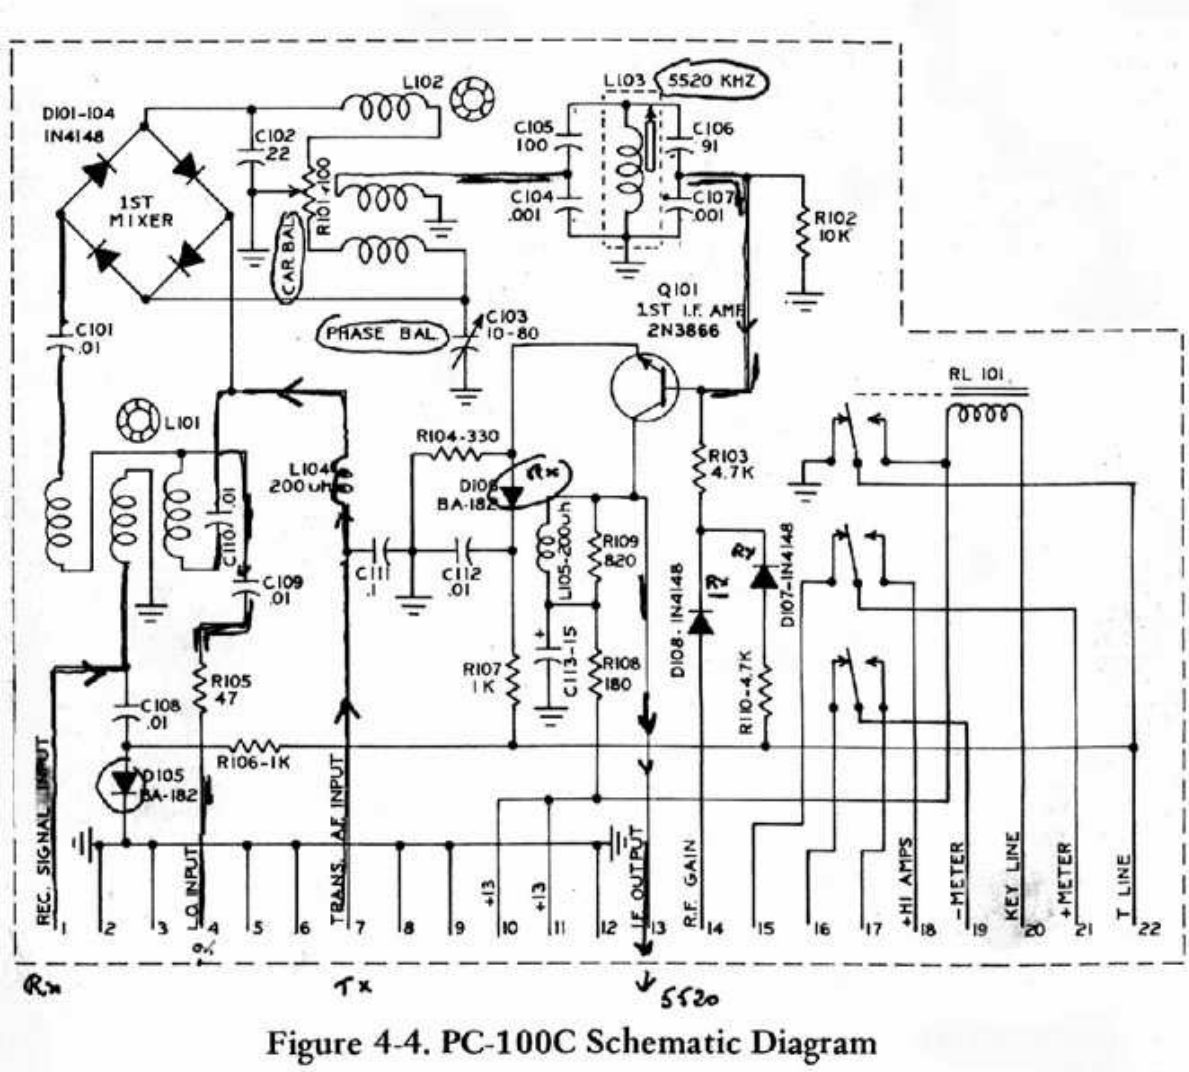 L102
L103
5520 KHZ
D101-104
IN4148
C102
22
C105
100
C106
91
1ST
MIXER
R101-100
C104
.001
C107
.001
R102
10K
CAR BAL
Q101
1ST I.F. AMP
2N3866
C101
.01
PHASE BAL
C103
10-80
RL 101
L101
R104-330
L104
200uh
Rx
D106
BA-182
R103
4.7K
C110/ .01
C109
.01
C111
.1
C112
.01
L105-200uh
R109
820
Rx
D107-IN4148
D108-IN4148
R105
47
R107
1K
C113-15
+
R108
180
R110-4.7K
C108
.01
R106-1K
D105
BA-182
REC. SIGNAL INPUT
LO INPUT
TRANS. AF INPUT
+13
+13
I.F. OUTPUT
R.F. GAIN
+HI AMPS
-METER
KEY LINE
+METER
T LINE
1 2 3 4 5 6 7 8 9 10 11 12 13 14 15 16 17 18 19 20 21 22
Rx
Tx
5520
Figure 4-4. PC-100C Schematic Diagram